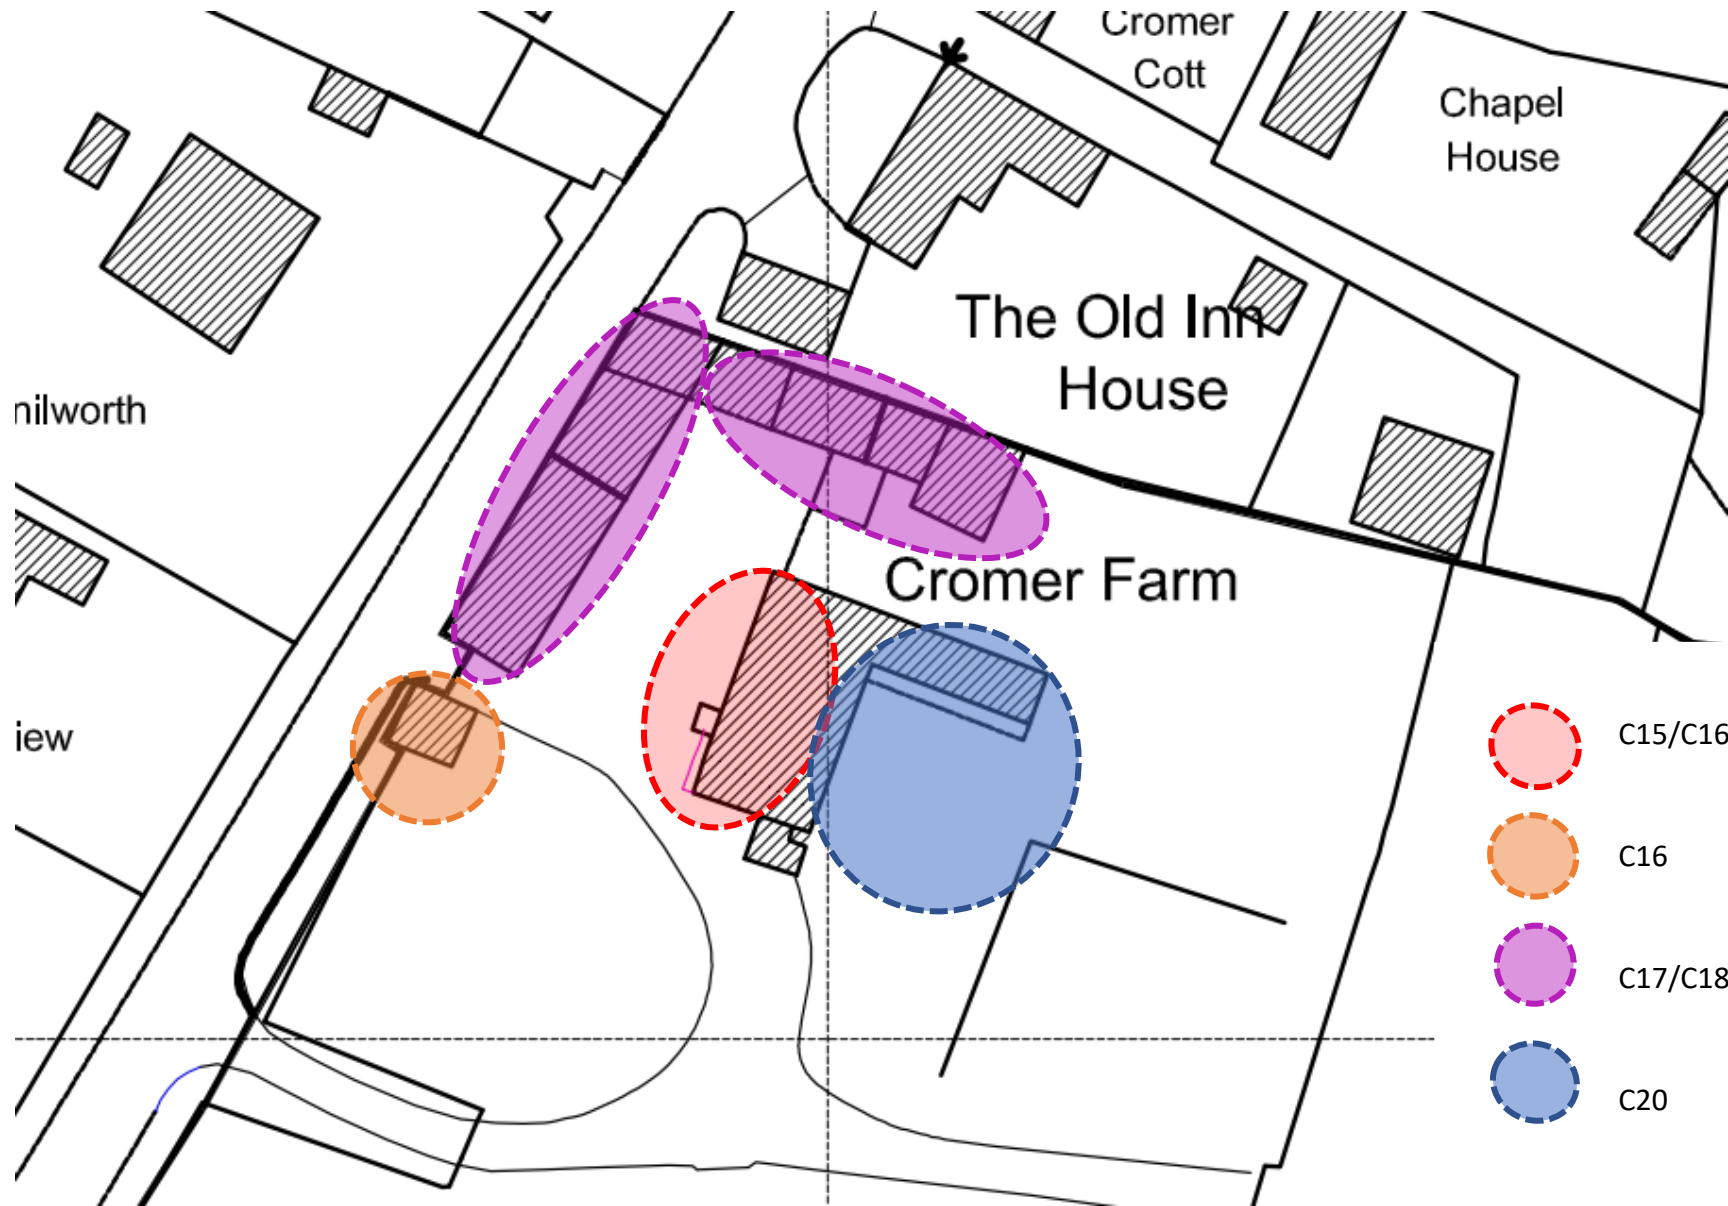 Cromer
Cott
Chapel
House
The Old Inn
House
nilworth
Cromer Farm
iew
C15/C16
C16
C17/C18
C20